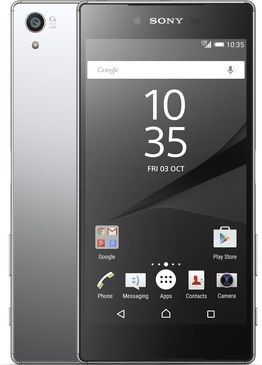 SONY
10:35
Google
10
35
FRI 03 OCT
Google
Play Store
Phone
Messaging
Apps
Contacts
Camera